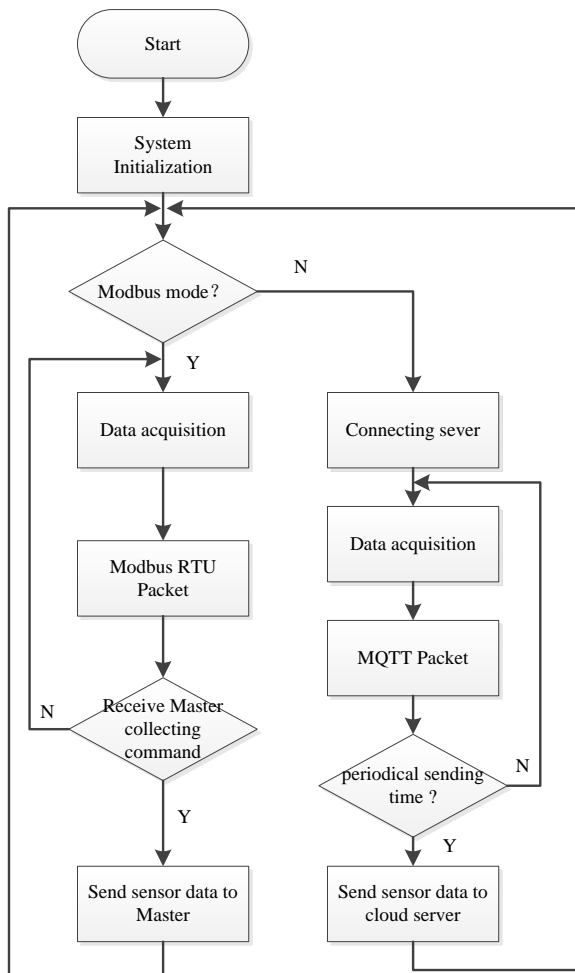 Start
System
Initialization
N
Modbus mode？
Y
Data acquisition
Connecting sever
Data acquisition
Modbus RTU
Packet
MQTT Packet
N
Receive Master
collecting
command
periodical sending
time？
N
Y
Y
Send sensor data to
Master
Send sensor data to
cloud server